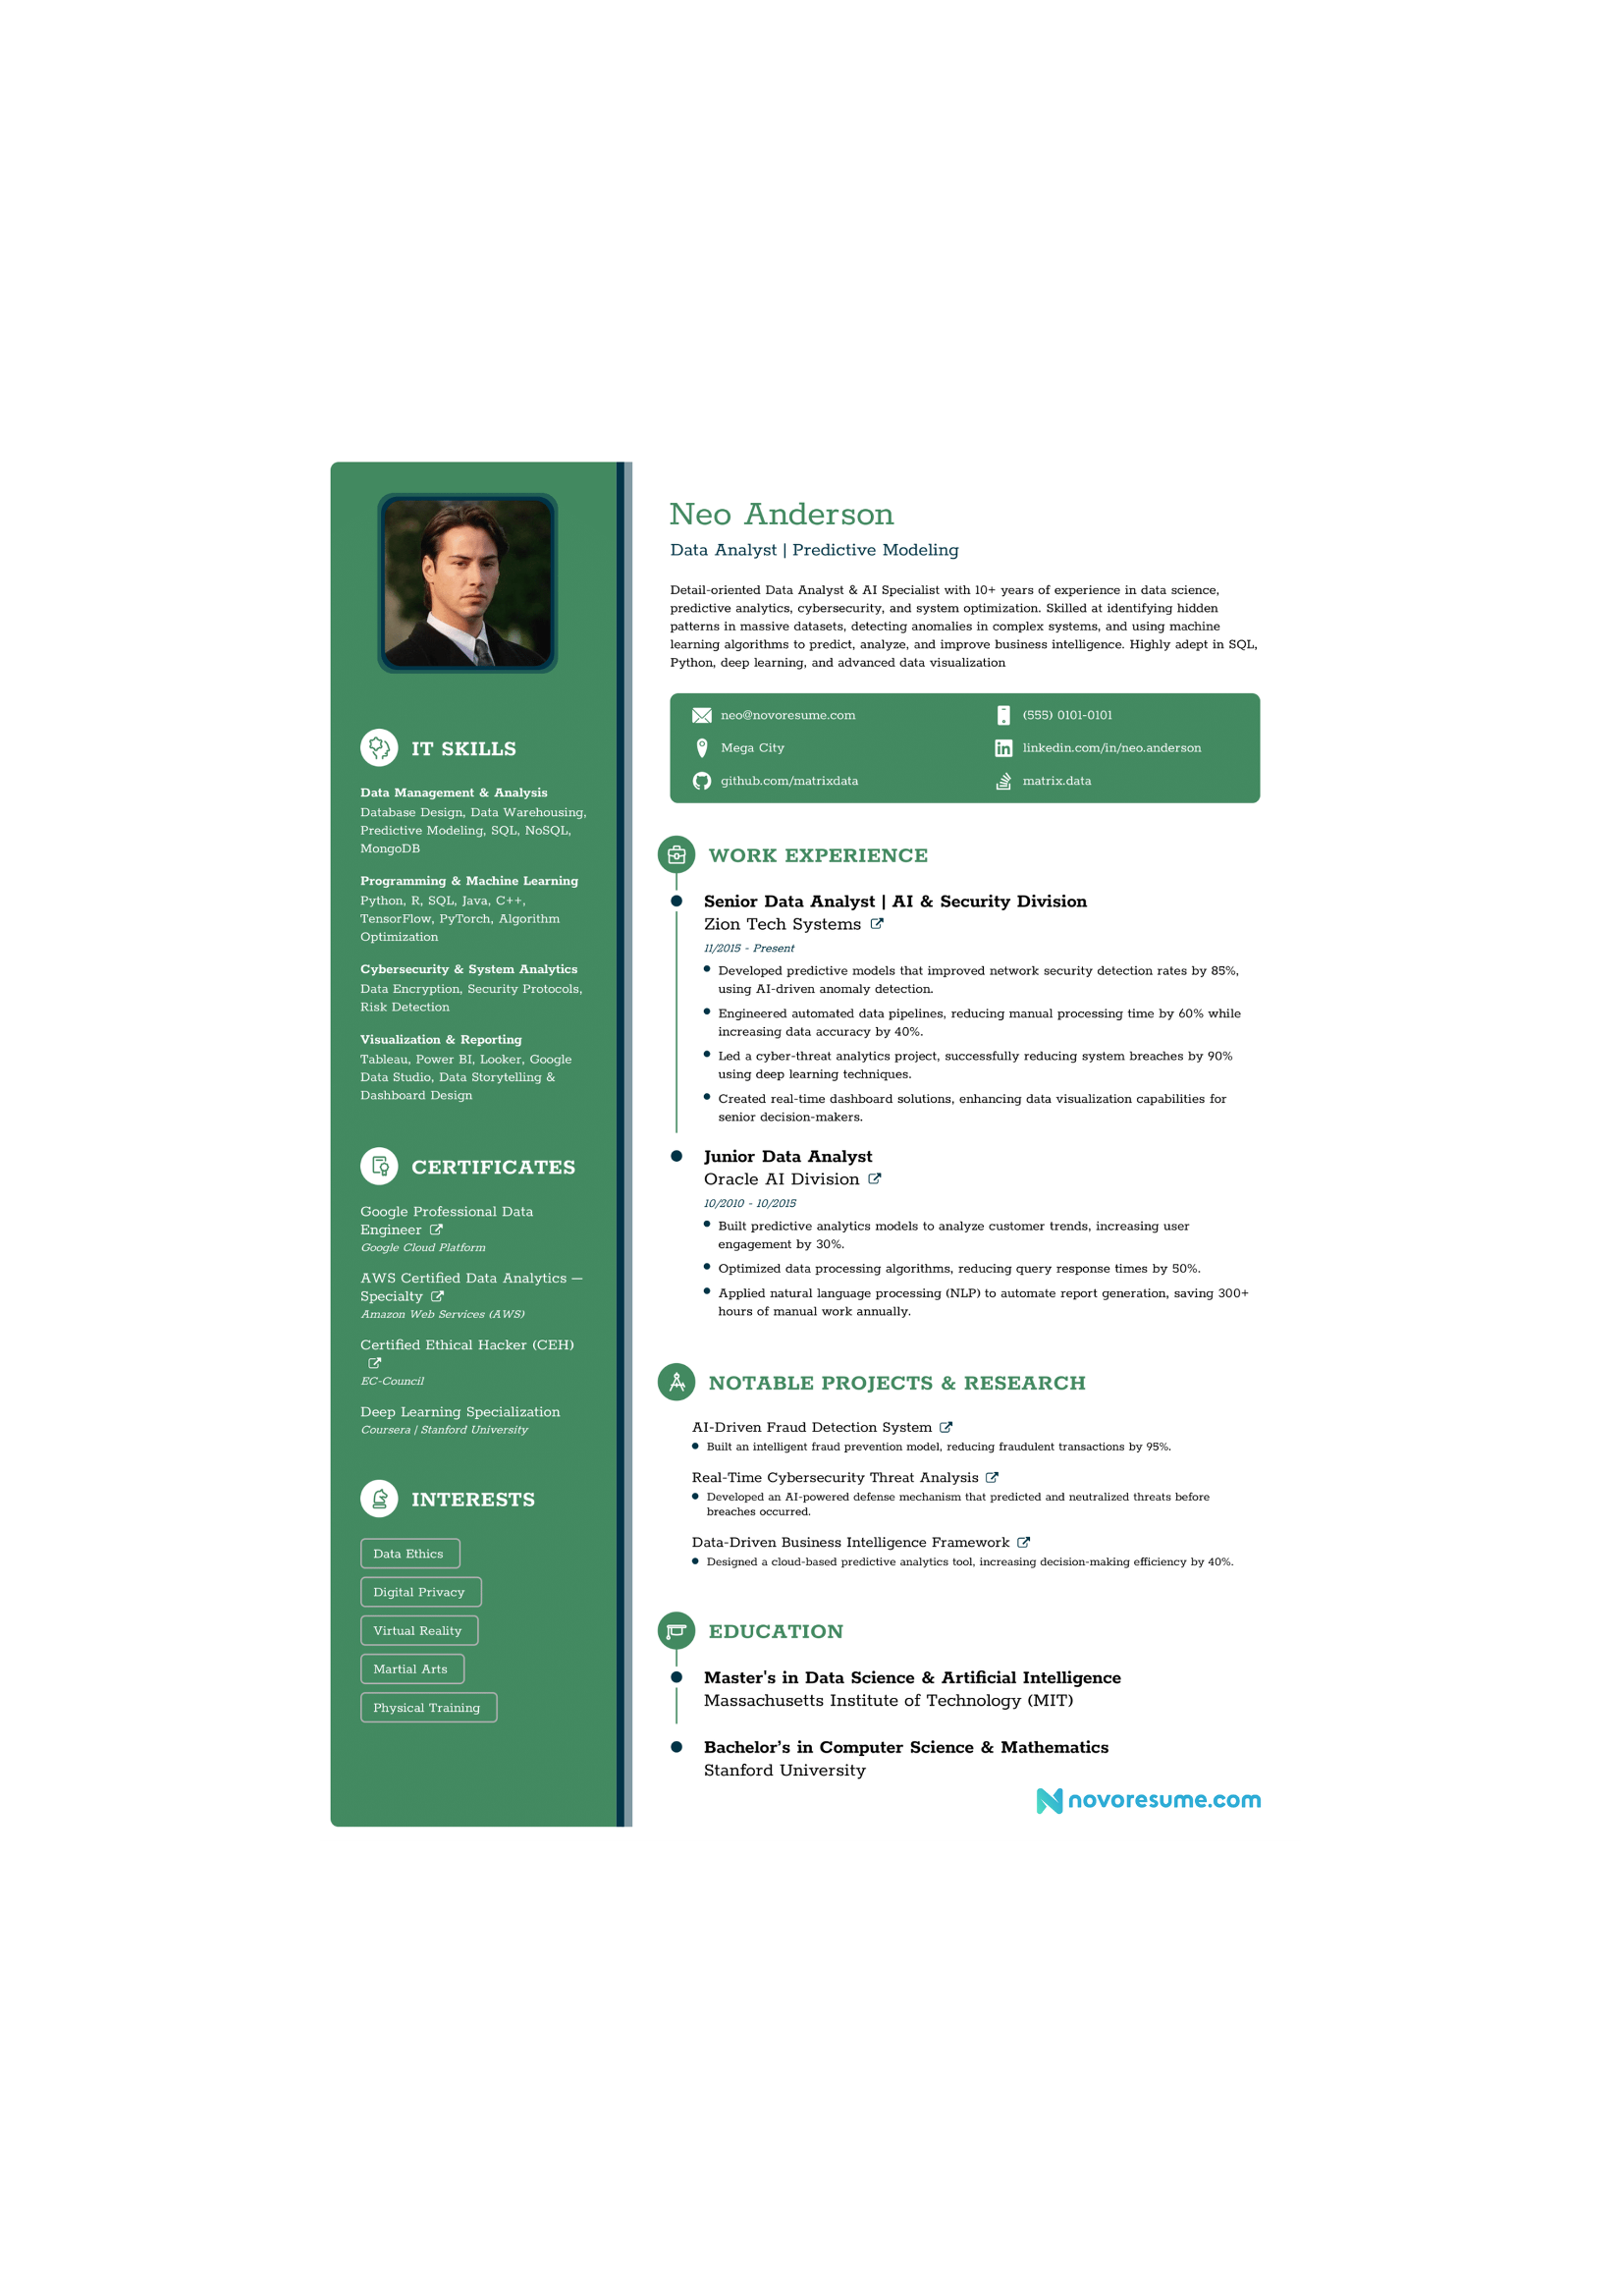 Neo Anderson
Data Analyst | Predictive Modeling
Detail-oriented Data Analyst & AI Specialist with 10+ years of experience in data science,
predictive analytics, cybersecurity, and system optimization. Skilled at identifying hidden
patterns in massive datasets, detecting anomalies in complex systems, and using machine
learning algorithms to predict, analyze, and improve business intelligence. Highly adept in SQL,
Python, deep learning, and advanced data visualization
neo@novoresume.com
(555) 0101-0101
Mega City
linkedin.com/in/neo.anderson
github.com/matrixdata
matrix.data
IT SKILLS
Data Management & Analysis
Database Design, Data Warehousing,
Predictive Modeling, SQL, NoSQL,
MongoDB
Programming & Machine Learning
Python, R, SQL, Java, C++,
TensorFlow, PyTorch, Algorithm
Optimization
Cybersecurity & System Analytics
Data Encryption, Security Protocols,
Risk Detection
Visualization & Reporting
Tableau, Power BI, Looker, Google
Data Studio, Data Storytelling &
Dashboard Design
CERTIFICATES
Google Professional Data
Engineer
Google Cloud Platform
AWS Certified Data Analytics —
Specialty
Amazon Web Services (AWS)
Certified Ethical Hacker (CEH)
EC-Council
Deep Learning Specialization
Coursera | Stanford University
INTERESTS
Data Ethics
Digital Privacy
Virtual Reality
Martial Arts
Physical Training
WORK EXPERIENCE
Senior Data Analyst | AI & Security Division
Zion Tech Systems
11/2015 - Present
Developed predictive models that improved network security detection rates by 85%,
using AI-driven anomaly detection.
Engineered automated data pipelines, reducing manual processing time by 60% while
increasing data accuracy by 40%.
Led a cyber-threat analytics project, successfully reducing system breaches by 90%
using deep learning techniques.
Created real-time dashboard solutions, enhancing data visualization capabilities for
senior decision-makers.
Junior Data Analyst
Oracle AI Division
10/2010 - 10/2015
Built predictive analytics models to analyze customer trends, increasing user
engagement by 30%.
Optimized data processing algorithms, reducing query response times by 50%.
Applied natural language processing (NLP) to automate report generation, saving 300+
hours of manual work annually.
NOTABLE PROJECTS & RESEARCH
AI-Driven Fraud Detection System
Built an intelligent fraud prevention model, reducing fraudulent transactions by 95%.
Real-Time Cybersecurity Threat Analysis
Developed an AI-powered defense mechanism that predicted and neutralized threats before
breaches occurred.
Data-Driven Business Intelligence Framework
Designed a cloud-based predictive analytics tool, increasing decision-making efficiency by 40%.
EDUCATION
Master's in Data Science & Artificial Intelligence
Massachusetts Institute of Technology (MIT)
Bachelor’s in Computer Science & Mathematics
Stanford University
novoresume.com